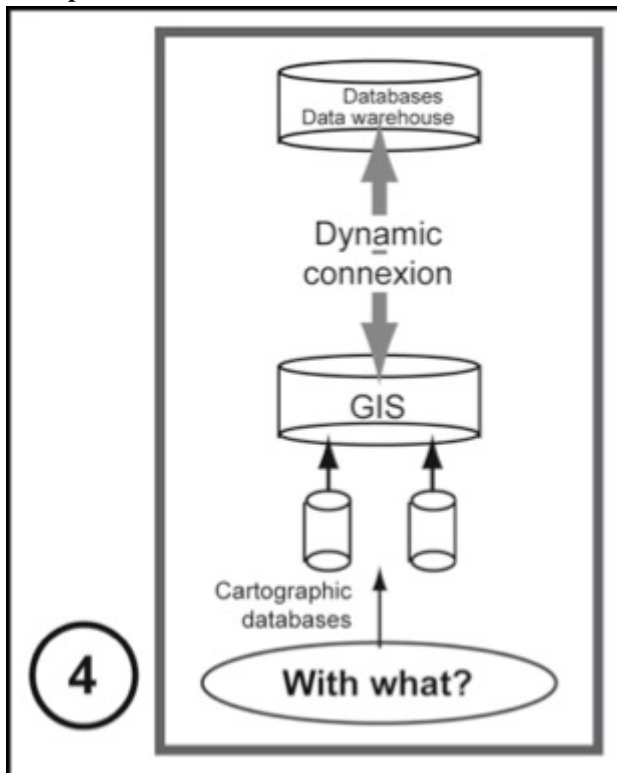 Databases
Data warehouse
Dynamic
connexion
GIS
Cartographic
databases
4
With what?